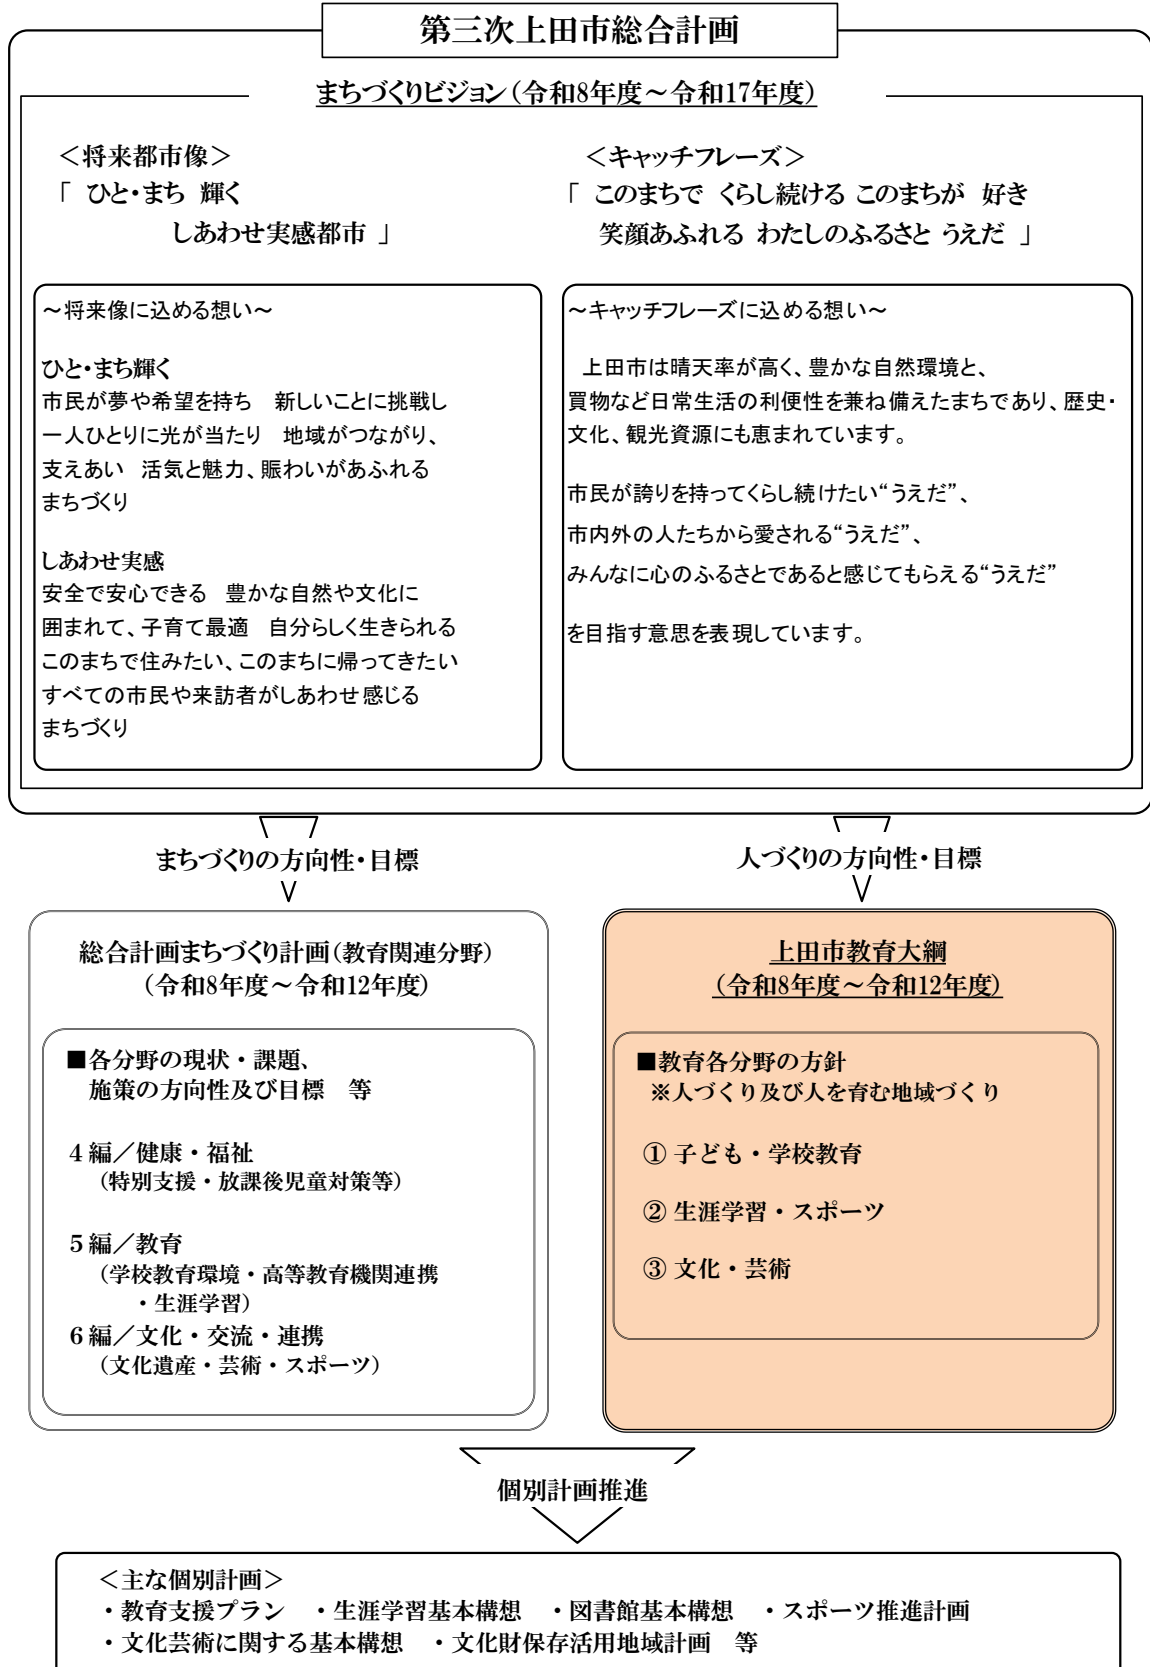 第三次上田市総合計画
まちづくりビジョン（令和8年度～令和17年度）
＜将来都市像＞
「 ひと・まち 輝く
しあわせ実感都市 」
＜キャッチフレーズ＞
「 このまちで くらし続ける このまちが 好き
笑顔あふれる わたしのふるさと うえだ 」
～将来像に込める想い～
ひと・まち輝く
市民が夢や希望を持ち　新しいことに挑戦し
一人ひとりに光が当たり　地域がつながり、
支えあい　活気と魅力、賑わいがあふれる
まちづくり
しあわせ実感
安全で安心できる　豊かな自然や文化に
囲まれて、子育て最適　自分らしく生きられる
このまちで住みたい、このまちに帰ってきたい
すべての市民や来訪者がしあわせ感じる
まちづくり
～キャッチフレーズに込める想い～
上田市は晴天率が高く、豊かな自然環境と、
買物など日常生活の利便性を兼ね備えたまちであり、歴史・
文化、観光資源にも恵まれています。
市民が誇りを持ってくらし続けたい“うえだ”、
市内外の人たちから愛される“うえだ”、
みんなに心のふるさとであると感じてもらえる“うえだ”
を目指す意思を表現しています。
まちづくりの方向性・目標
人づくりの方向性・目標
総合計画まちづくり計画（教育関連分野）
（令和8年度～令和12年度）
■各分野の現状・課題、
施策の方向性及び目標　等
４編／健康・福祉
（特別支援・放課後児童対策等）
５編／教育
（学校教育環境・高等教育機関連携
・生涯学習）
６編／文化・交流・連携
（文化遺産・芸術・スポーツ）
上田市教育大綱
（令和8年度～令和12年度）
■教育各分野の方針
※人づくり及び人を育む地域づくり
① 子ども・学校教育
② 生涯学習・スポーツ
③ 文化・芸術
個別計画推進
＜主な個別計画＞
・教育支援プラン　・生涯学習基本構想　・図書館基本構想　・スポーツ推進計画
・文化芸術に関する基本構想　・文化財保存活用地域計画　等